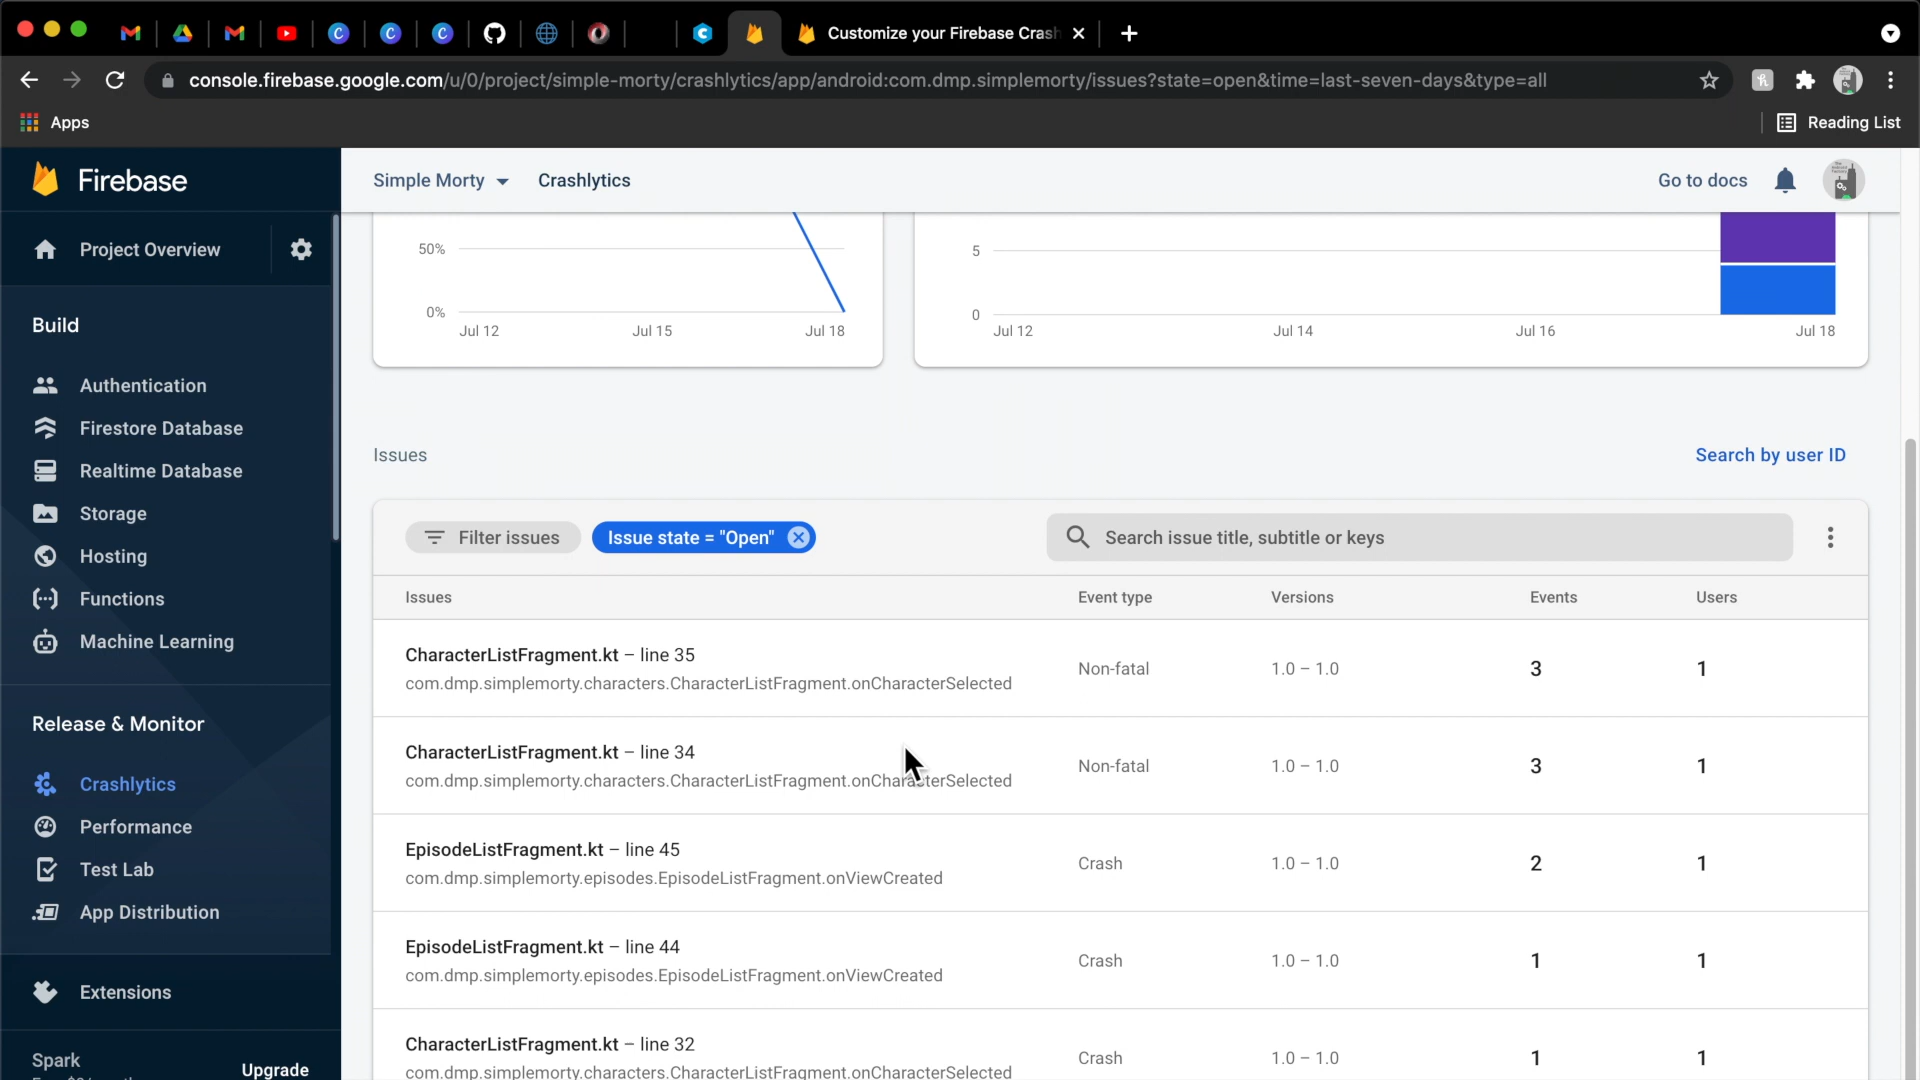 Customize your Firebase Crash
console.firebase.google.com/u/0/project/simple-morty/crashlytics/app/android:com.dmp.simplemorty/issues?state=open&time=last-seven-days&type=all
Apps
Reading List
Firebase
Simple Morty
Crashlytics
Go to docs
Project Overview
Build
Authentication
Firestore Database
Realtime Database
Storage
Hosting
Functions
Machine Learning
Release & Monitor
Crashlytics
Performance
Test Lab
App Distribution
Extensions
Spark
Upgrade
50%
0%
Jul 12 Jul 15 Jul 18
5
0
Jul 12 Jul 14 Jul 16 Jul 18
Issues
Search by user ID
Filter issues
Issue state = "Open"
Search issue title, subtitle or keys
Issues Event type Versions Events Users
CharacterListFragment.kt – line 35
com.dmp.simplemorty.characters.CharacterListFragment.onCharacterSelected
Non-fatal 1.0 – 1.0 3 1
CharacterListFragment.kt – line 34
com.dmp.simplemorty.characters.CharacterListFragment.onCharacterSelected
Non-fatal 1.0 – 1.0 3 1
EpisodeListFragment.kt – line 45
com.dmp.simplemorty.episodes.EpisodeListFragment.onViewCreated
Crash 1.0 – 1.0 2 1
EpisodeListFragment.kt – line 44
com.dmp.simplemorty.episodes.EpisodeListFragment.onViewCreated
Crash 1.0 – 1.0 1 1
CharacterListFragment.kt – line 32
com.dmp.simplemorty.characters.CharacterListFragment.onCharacterSelected
Crash 1.0 – 1.0 1 1